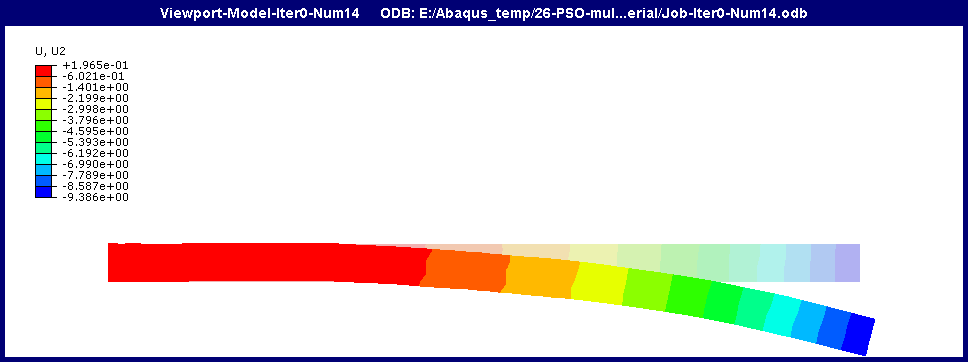 Viewport-Model-Iter0-Num14 ODB: E:/Abaqus_temp/26-PSO-mul...erial/Job-Iter0-Num14.odb
U, U2
+1.965e-01
-6.021e-01
-1.401e+00
-2.199e+00
-2.998e+00
-3.796e+00
-4.595e+00
-5.393e+00
-6.192e+00
-6.990e+00
-7.789e+00
-8.587e+00
-9.386e+00